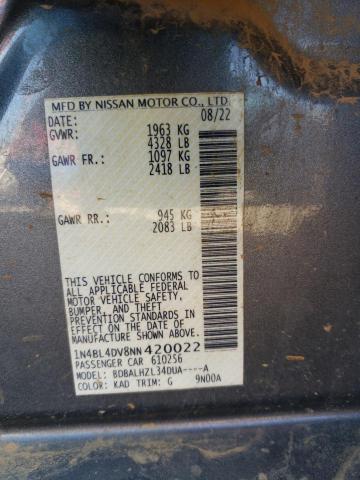 MFD BY NISSAN MOTOR CO., LTD.
DATE: 08/22
GVWR: 1963 KG
4328 LB
GAWR FR.: 1097 KG
2418 LB
GAWR RR.: 945 KG
2083 LB
THIS VEHICLE CONFORMS TO
ALL APPLICABLE FEDERAL
MOTOR VEHICLE SAFETY,
BUMPER, AND THEFT
PREVENTION STANDARDS IN
EFFECT ON THE DATE OF
MANUFACTURE SHOWN ABOVE.
1N4BL4DV8NN420022
PASSENGER CAR 6102S6
MODEL: BDBALHZL34DUA----A
COLOR: KAD TRIM: G 9N00A